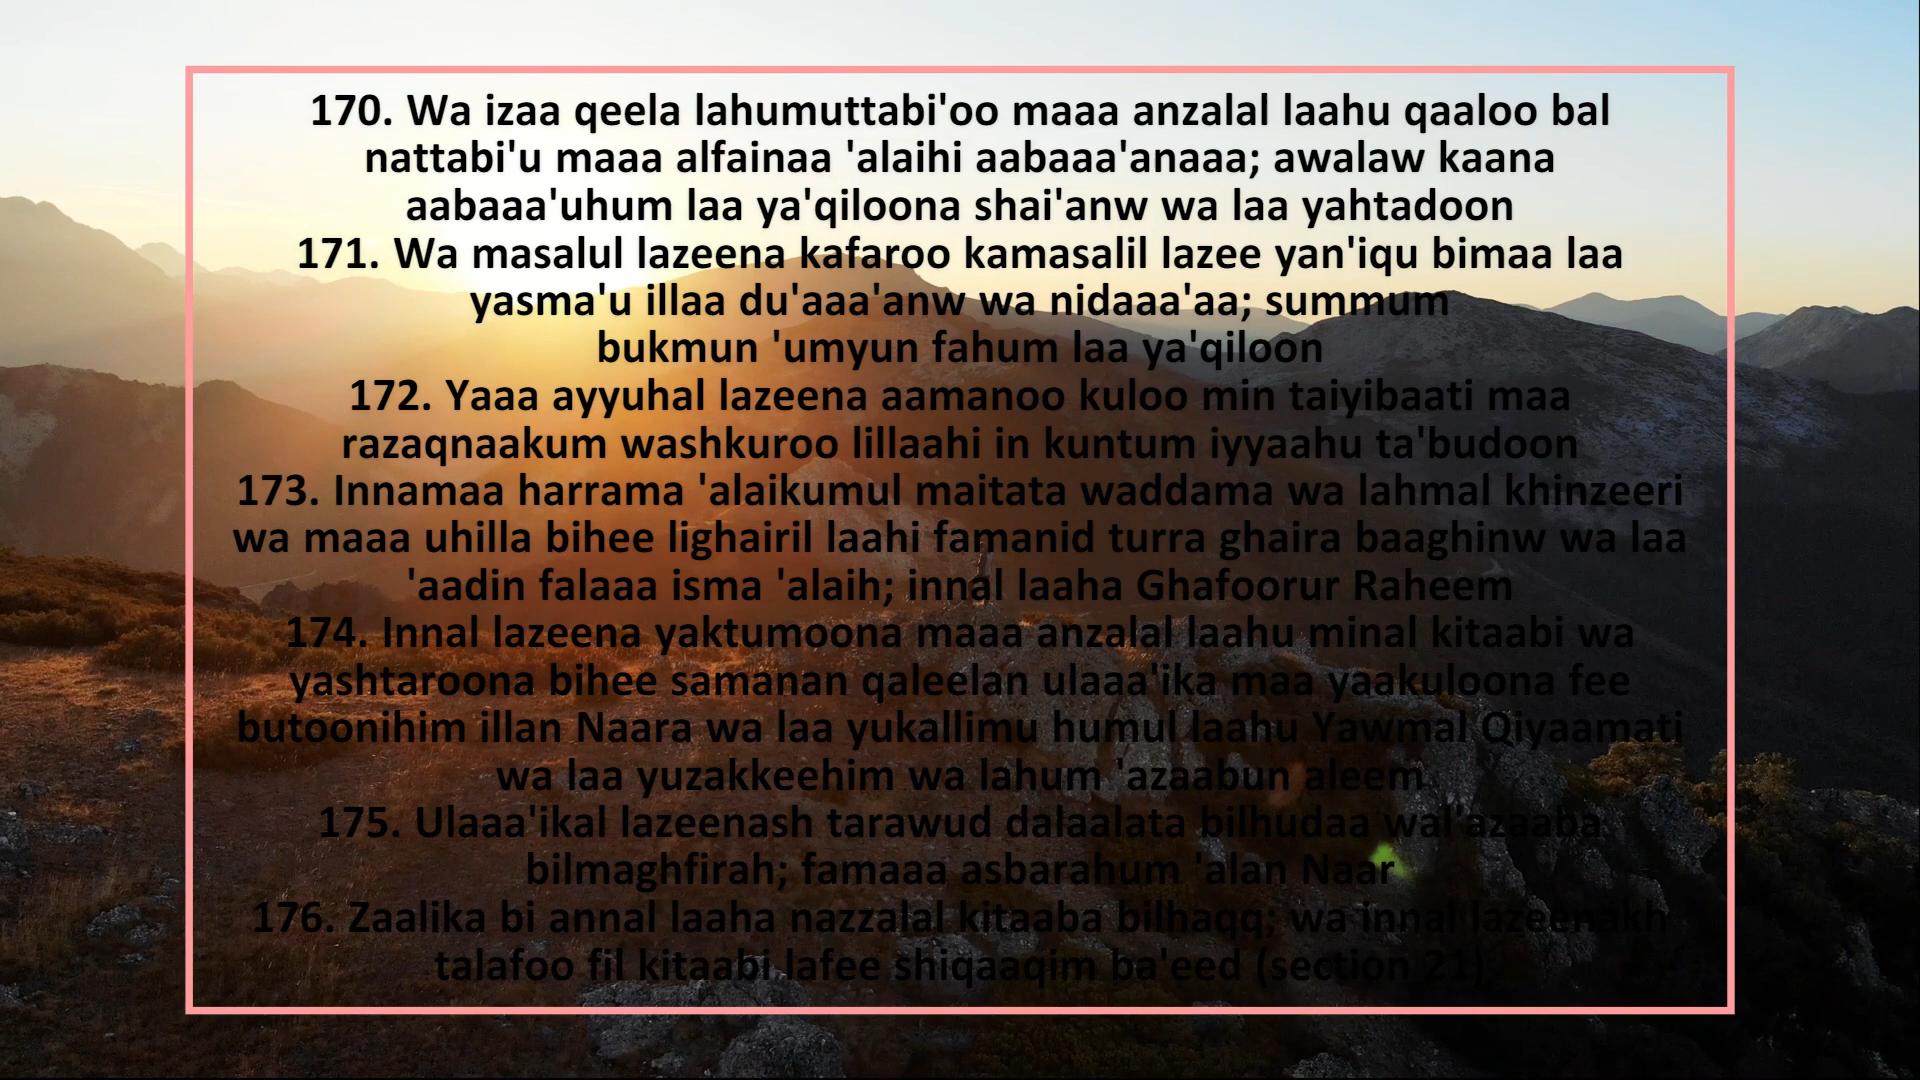 170. Wa izaa qeela lahumuttabi'oo maaa anzalal laahu qaaloo bal
nattabi'u maaa alfainaa 'alaihi aabaaa'anaaa; awalaw kaana
aabaaa'uhum laa ya'qiloona shai'anw wa laa yahtadoon
171. Wa masalul lazeena kafaroo kamasalil lazee yan'iqu bimaa laa
yasma'u illaa du'aaa'anw wa nidaaa'aa; summum
bukmun 'umyun fahum laa ya'qiloon
172. Yaaa ayyuhal lazeena aamanoo kuloo min taiyibaati maa
razaqnaakum washkuroo lillaahi in kuntum iyyaahu ta'budoon
173. Innamaa harrama 'alaikumul maitata waddama wa lahmal khinzeeri
wa maaa uhilla bihee lighairil laahi famanid turra ghaira baaghinw wa laa
'aadin falaaa isma 'alaih; innal laaha Ghafoorur Raheem
174. Innal lazeena yaktumoona maaa anzalal laahu minal kitaabi wa
yashtaroona bihee samanan qaleelan ulaaa'ika maa yaakuloona fee
butoonihim illan Naara wa laa yukallimu humul laahu Yawmal Qiyaamati
wa laa yuzakkeehim wa lahum 'azaabun aleem
175. Ulaaa'ikal lazeenash tarawud dalaalata bilhudaa wal'azaaba
bilmaghfirah; famaaa asbarahum 'alan Naar
176. Zaalika bi annal laaha nazzalal kitaaba bilhaqq; wa innal lazeenakh
talafoo fil kitaabi lafee shiqaaqim ba'eed (section 21)